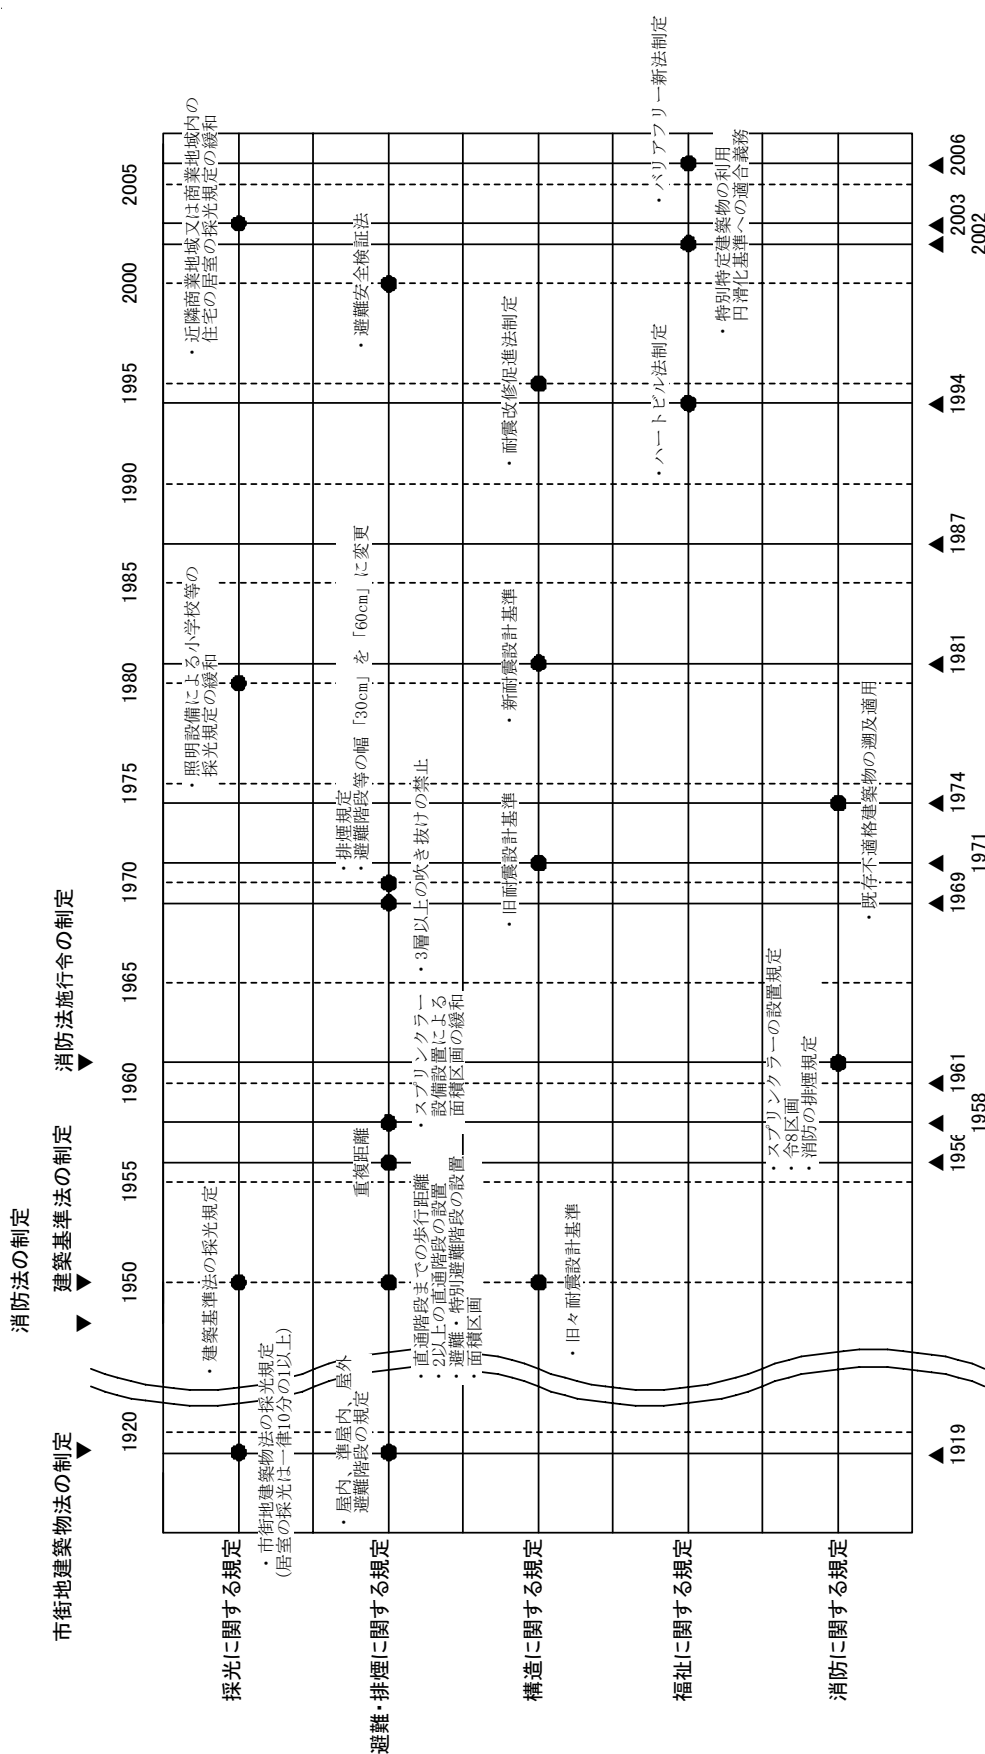 消防法の制定
市街地建築物法の制定
建築基準法の制定
消防法施行令の制定
1920
1950
1955
1960
1965
1970
1975
1980
1985
1990
1995
2000
2005
採光に関する規定
・市街地建築物法の採光規定
(居室の採光は一律10分の1以上)
・建築基準法の採光規定
・照明設備による小学校等の
採光規定の緩和
・近隣商業地域又は商業地域内の
住宅の居室の採光規定の緩和
避難・排煙に関する規定
・屋内、準屋内、屋外
避難階段の規定
・直通階段までの歩行距離
・2以上の直通階段の設置
・避難・特別避難階段の設置
・面積区画
重複距離
・スプリンクラー
設備設置による
面積区画の緩和
・3層以上の吹き抜けの禁止
・排煙規定
・避難階段等の幅「30cm」を「60cm」に変更
・避難安全検証法
構造に関する規定
・旧々耐震設計基準
・旧耐震設計基準
・新耐震設計基準
・耐震改修促進法制定
福祉に関する規定
・ハートビル法制定
・特別特定建築物の利用
円滑化基準への適合義務
・バリアフリー新法制定
消防に関する規定
・スプリンクラーの設置規定
・令8区画
・消防の排煙規定
・既存不適格建築物の遡及適用
1919
1956
1958
1961
1969
1971
1974
1981
1987
1994
2002
2003
2006